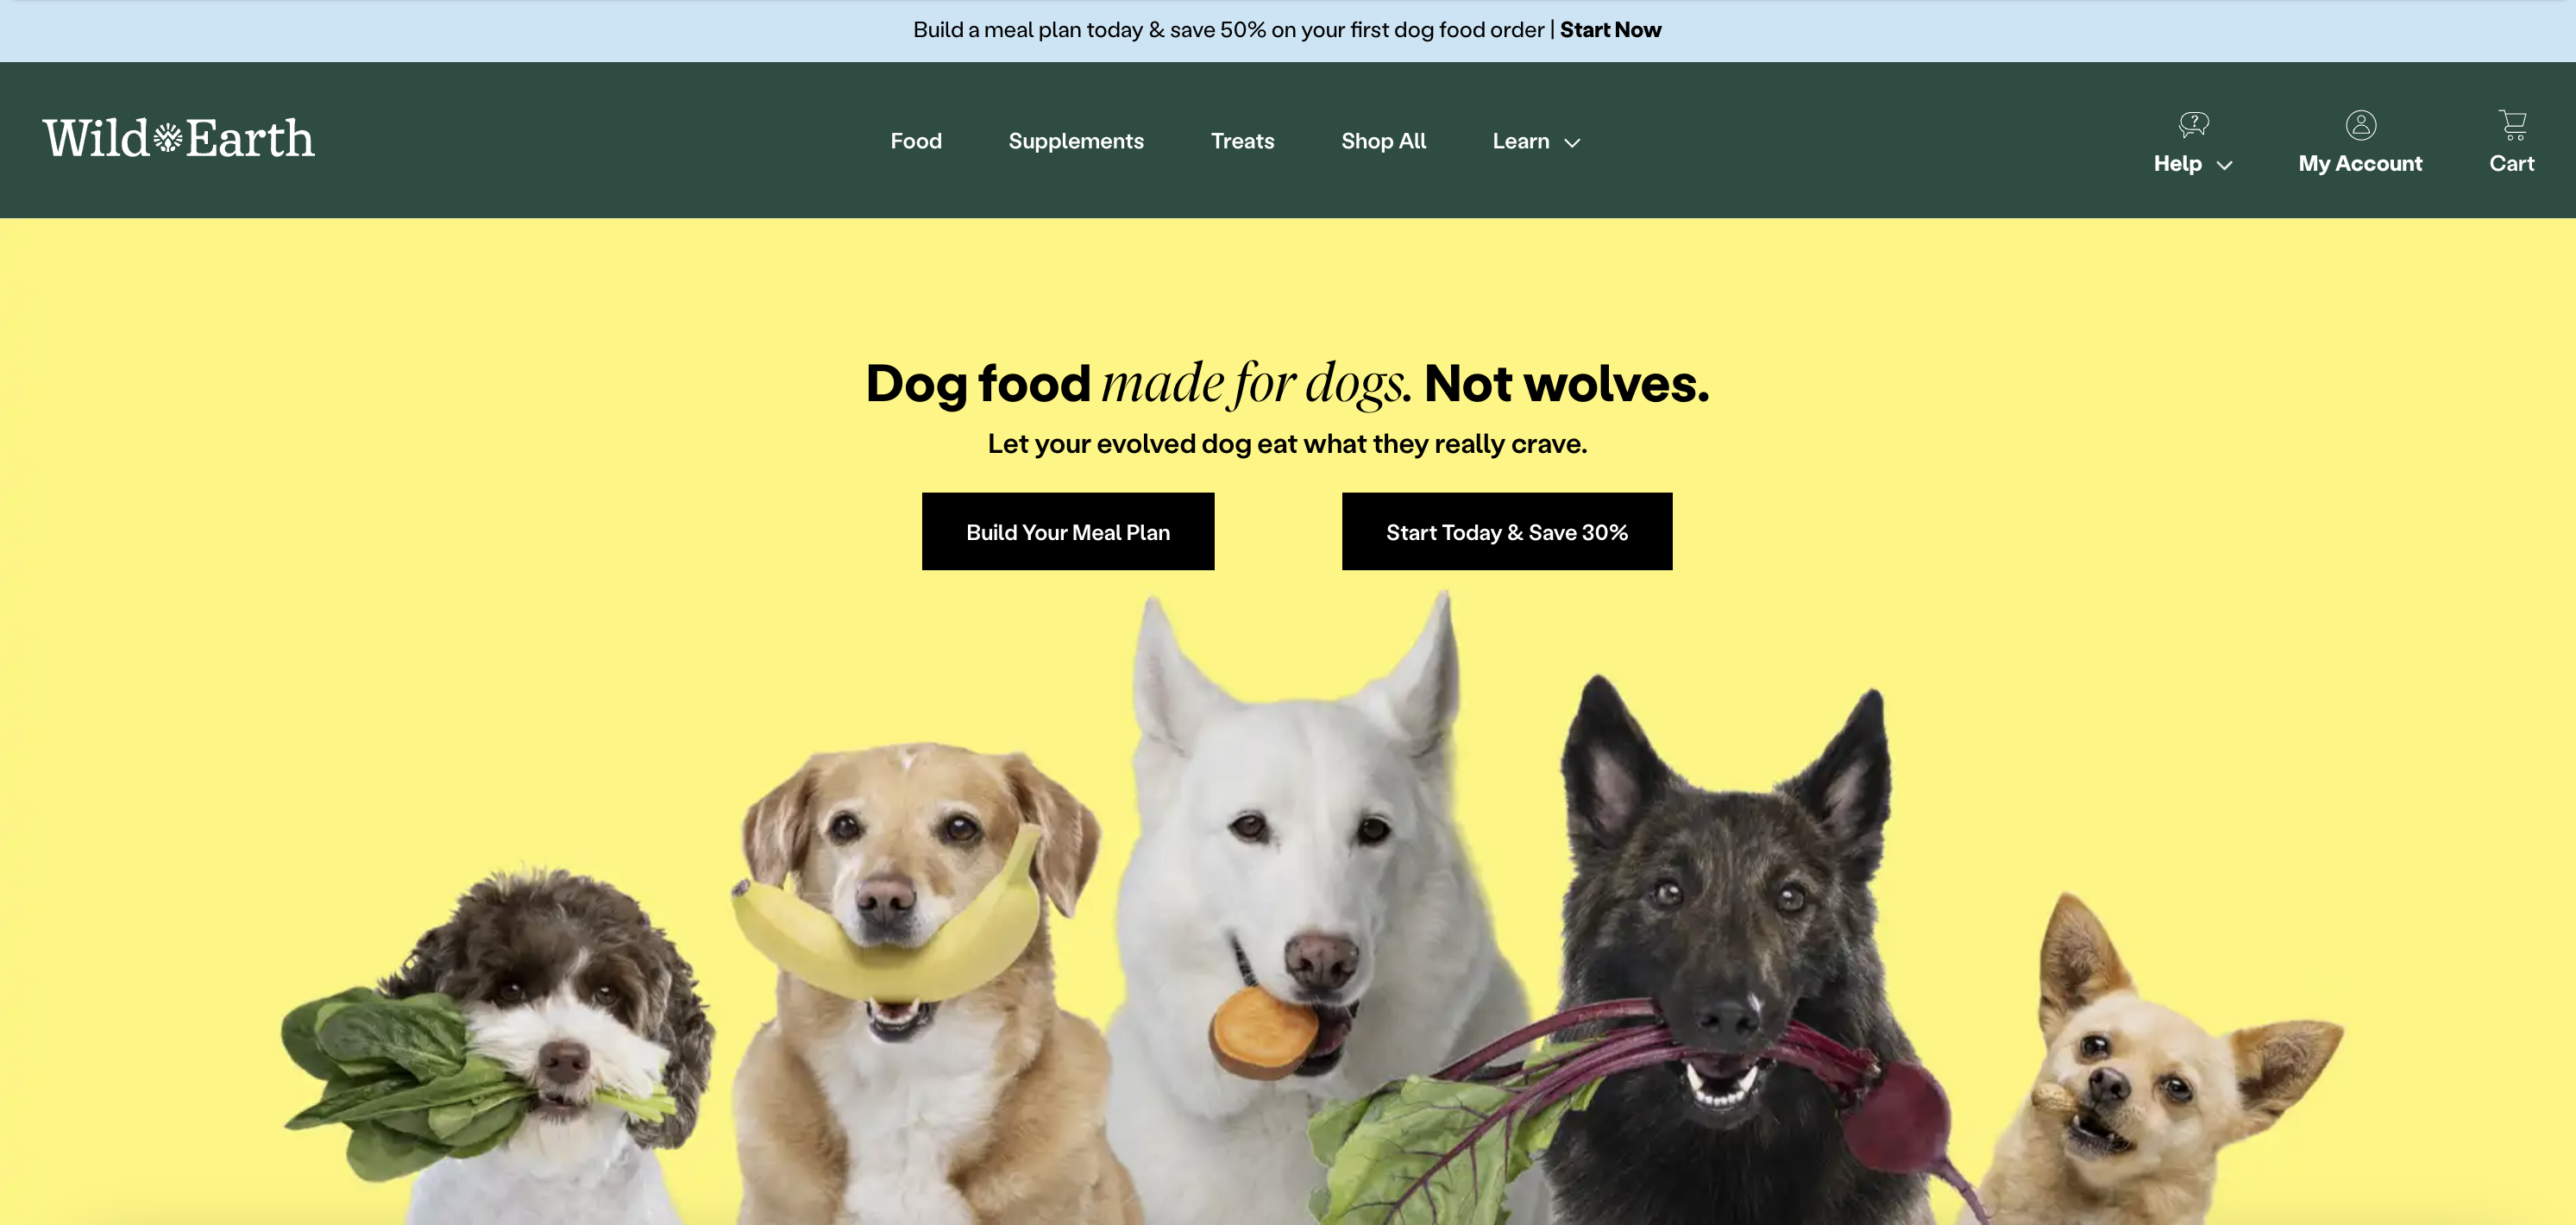 Build a meal plan today & save 50% on your first dog food order | Start Now
Wild Earth
Food
Supplements
Treats
Shop All
Learn
?
Help
My Account
Cart
Dog food made for dogs. Not wolves.
Let your evolved dog eat what they really crave.
Build Your Meal Plan
Start Today & Save 30%